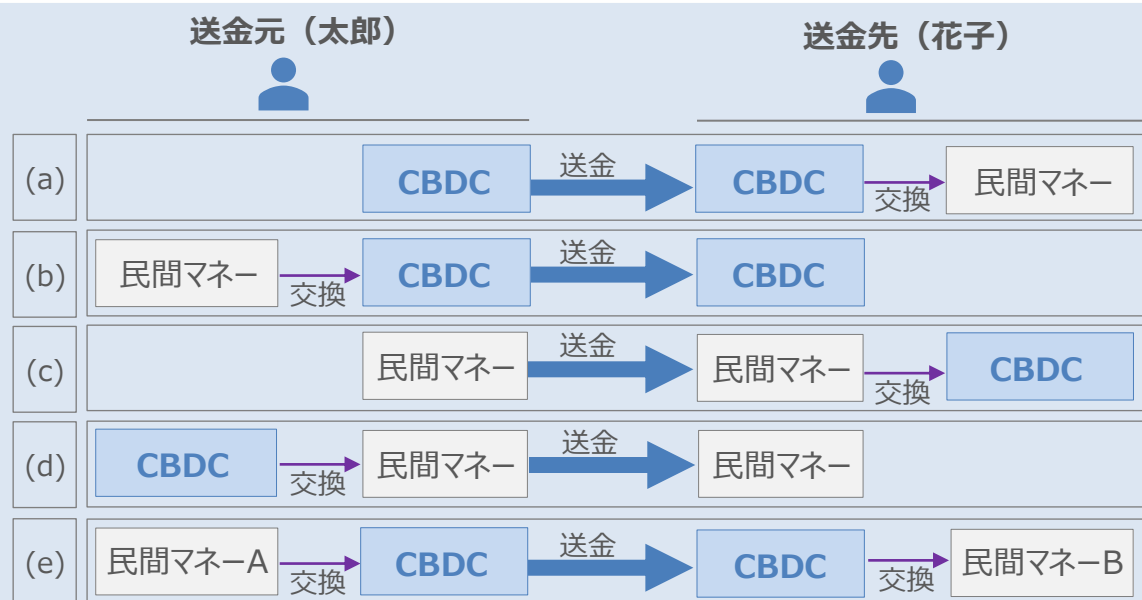 送金元（太郎）
送金先（花子）
(a)
CBDC
送金
CBDC
交換
民間マネー
(b)
民間マネー
交換
CBDC
送金
CBDC
(c)
民間マネー
送金
民間マネー
交換
CBDC
(d)
CBDC
交換
民間マネー
送金
民間マネー
(e)
民間マネーA
交換
CBDC
送金
CBDC
交換
民間マネーB